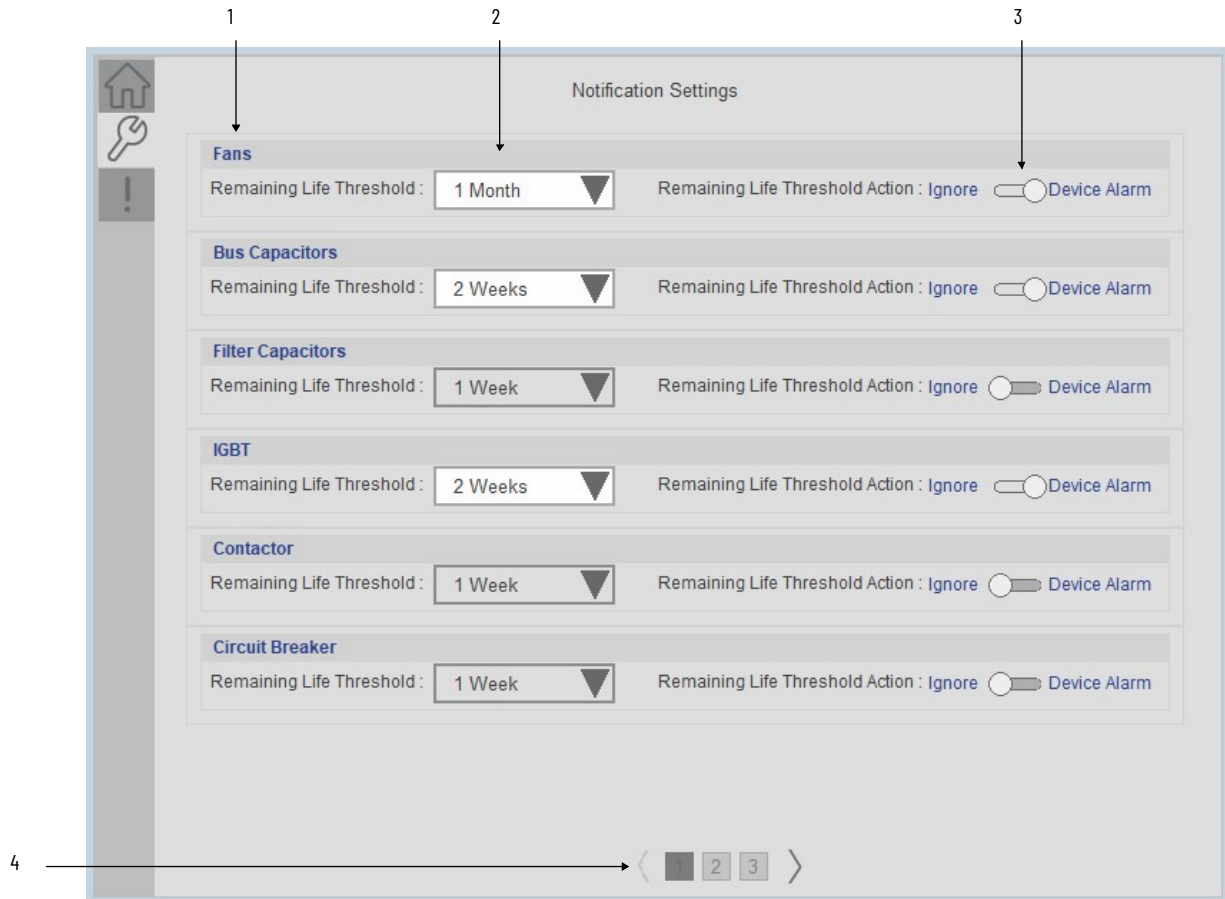 1 2 3
Notification Settings
Fans
Remaining Life Threshold : 1 Month Remaining Life Threshold Action : Ignore Device Alarm
Bus Capacitors
Remaining Life Threshold : 2 Weeks Remaining Life Threshold Action : Ignore Device Alarm
Filter Capacitors
Remaining Life Threshold : 1 Week Remaining Life Threshold Action : Ignore Device Alarm
IGBT
Remaining Life Threshold : 2 Weeks Remaining Life Threshold Action : Ignore Device Alarm
Contactor
Remaining Life Threshold : 1 Week Remaining Life Threshold Action : Ignore Device Alarm
Circuit Breaker
Remaining Life Threshold : 1 Week Remaining Life Threshold Action : Ignore Device Alarm
4 1 2 3